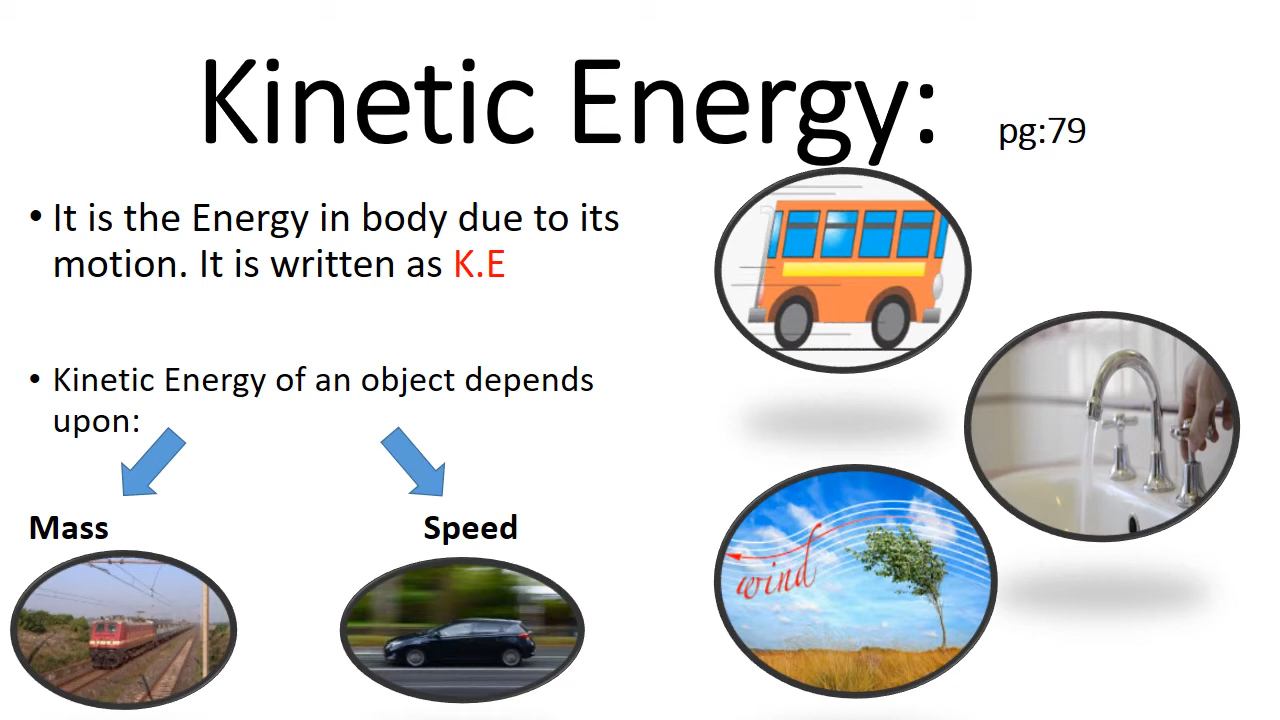 Kinetic Energy: pg:79
• It is the Energy in body due to its
motion. It is written as K.E
• Kinetic Energy of an object depends
upon:
Mass
Speed
wind